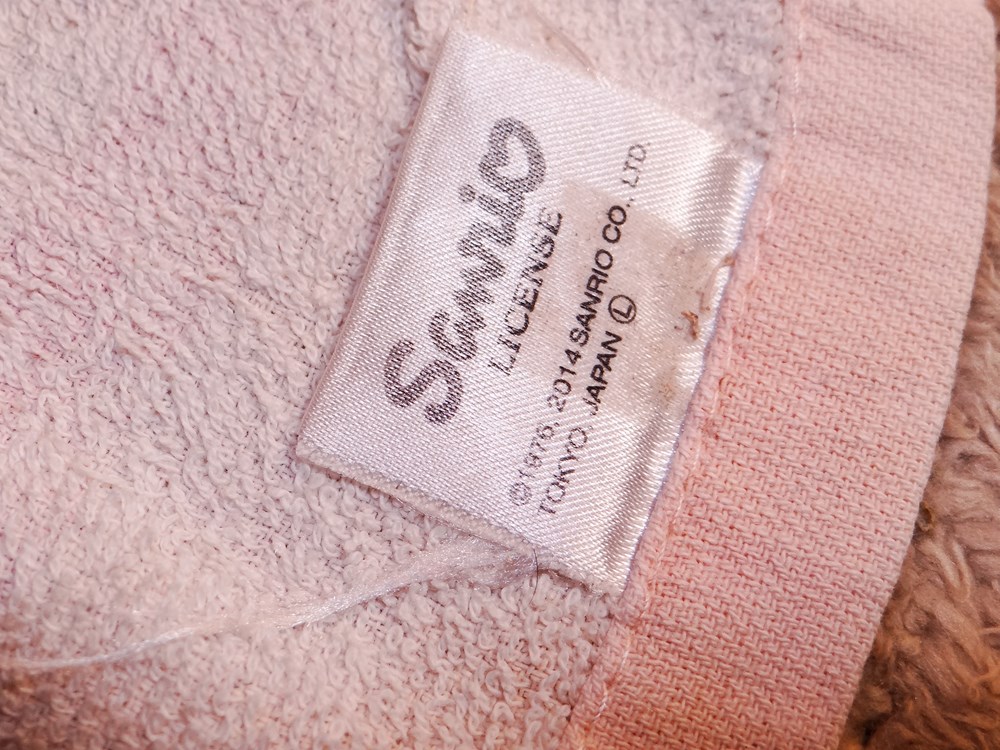 Sanrio
LICENSE
©1976, 2014 SANRIO CO., LTD.
TOKYO, JAPAN Ⓛ